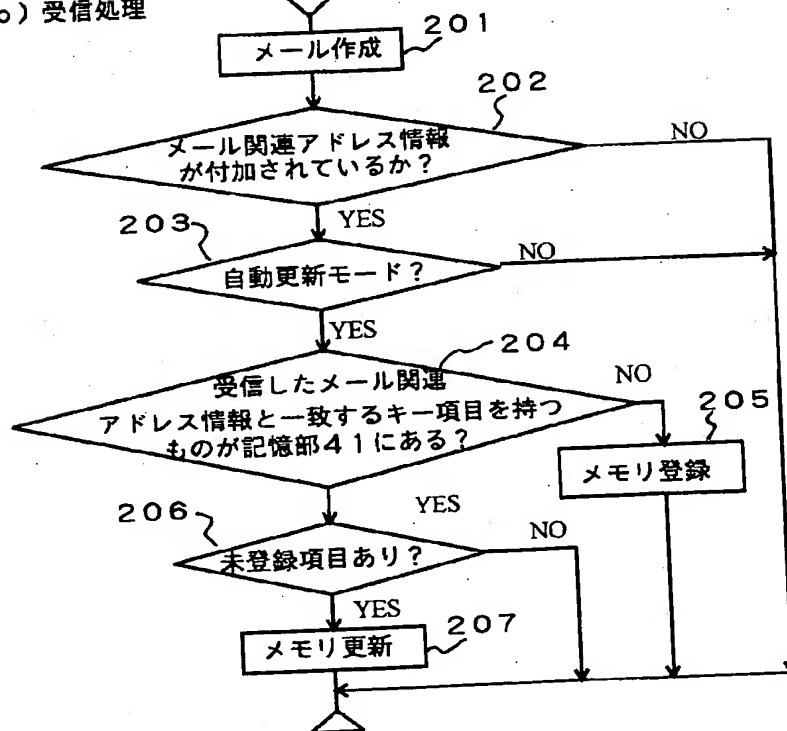 ) 受信処理
201
メール作成
202
メール関連アドレス情報
が付加されているか?
NO
YES
203
自動更新モード?
NO
YES
204
受信したメール関連
アドレス情報と一致するキー項目を持つ
ものが記憶部41にある?
NO
205
メモリ登録
YES
206
未登録項目あり?
NO
YES
207
メモリ更新